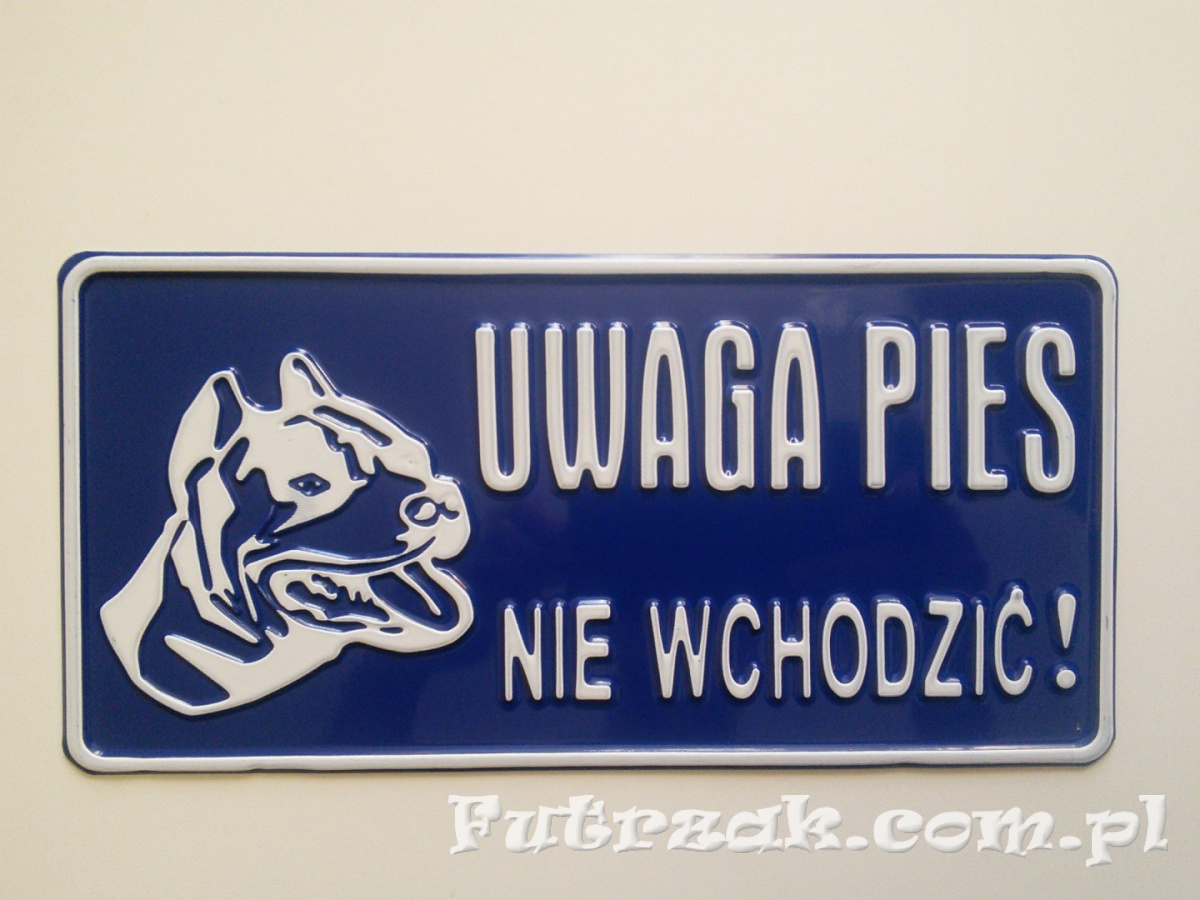 UWAGA PIES
NIE WCHODZIĆ!
Futrzak.com.pl